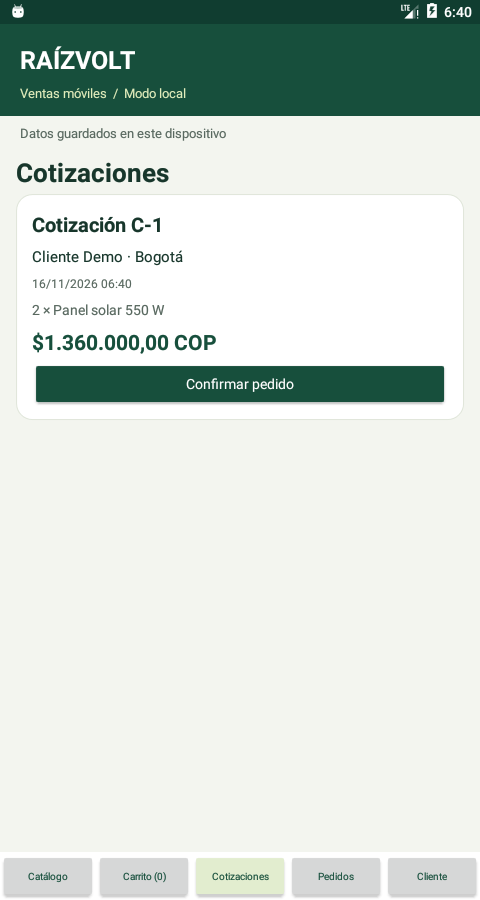 LTE 6:40
RAÍZVOLT
Ventas móviles / Modo local
Datos guardados en este dispositivo
Cotizaciones
Cotización C-1
Cliente Demo · Bogotá
16/11/2026 06:40
2 × Panel solar 550 W
$1.360.000,00 COP
Confirmar pedido
Catálogo Carrito (0) Cotizaciones Pedidos Cliente